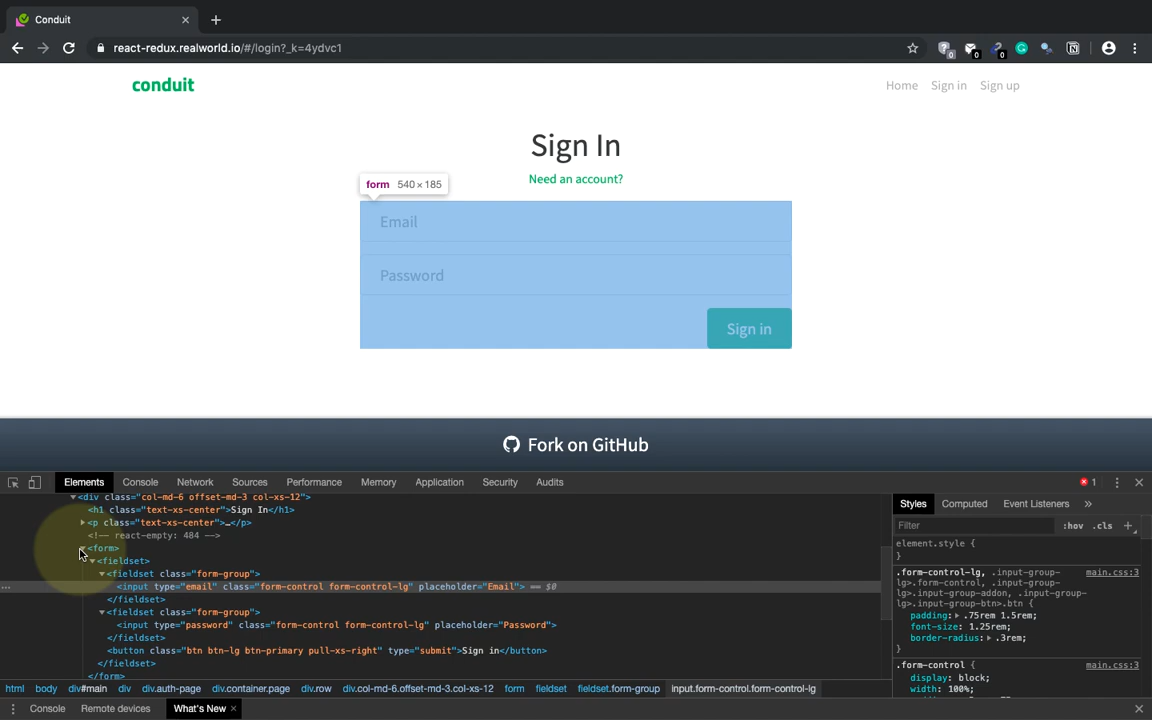 Conduit
react-redux.realworld.io/#/login?_k=4ydvc1
0 0 0
conduit
Home Sign in Sign up
Sign In
Need an account?
form 540 × 185
Email
Password
Sign in
Fork on GitHub
Elements Console Network Sources Performance Memory Application Security Audits 1
<div class="col-md-6 offset-md-3 col-xs-12">
<h1 class="text-xs-center">Sign In</h1>
<p class="text-xs-center">…</p>
<!-- react-empty: 484 -->
<form>
<fieldset>
<fieldset class="form-group">
<input type="email" class="form-control form-control-lg" placeholder="Email"> == $0
</fieldset>
<fieldset class="form-group">
<input type="password" class="form-control form-control-lg" placeholder="Password">
</fieldset>
<button class="btn btn-lg btn-primary pull-xs-right" type="submit">Sign in</button>
</fieldset>
</form>
html body div#main div div.auth-page div.container.page div.row div.col-md-6.offset-md-3.col-xs-12 form fieldset fieldset.form-group input.form-control.form-control-lg
Styles Computed Event Listeners »
Filter :hov .cls +
element.style {
}
.form-control-lg, .input-group- main.css:3
lg>.form-control, .input-group-
lg>.input-group-addon, .input-group-
lg>.input-group-btn>.btn {
padding: .75rem 1.5rem;
font-size: 1.25rem;
border-radius: .3rem;
}
.form-control { main.css:3
display: block;
width: 100%;
Console Remote devices What's New ×